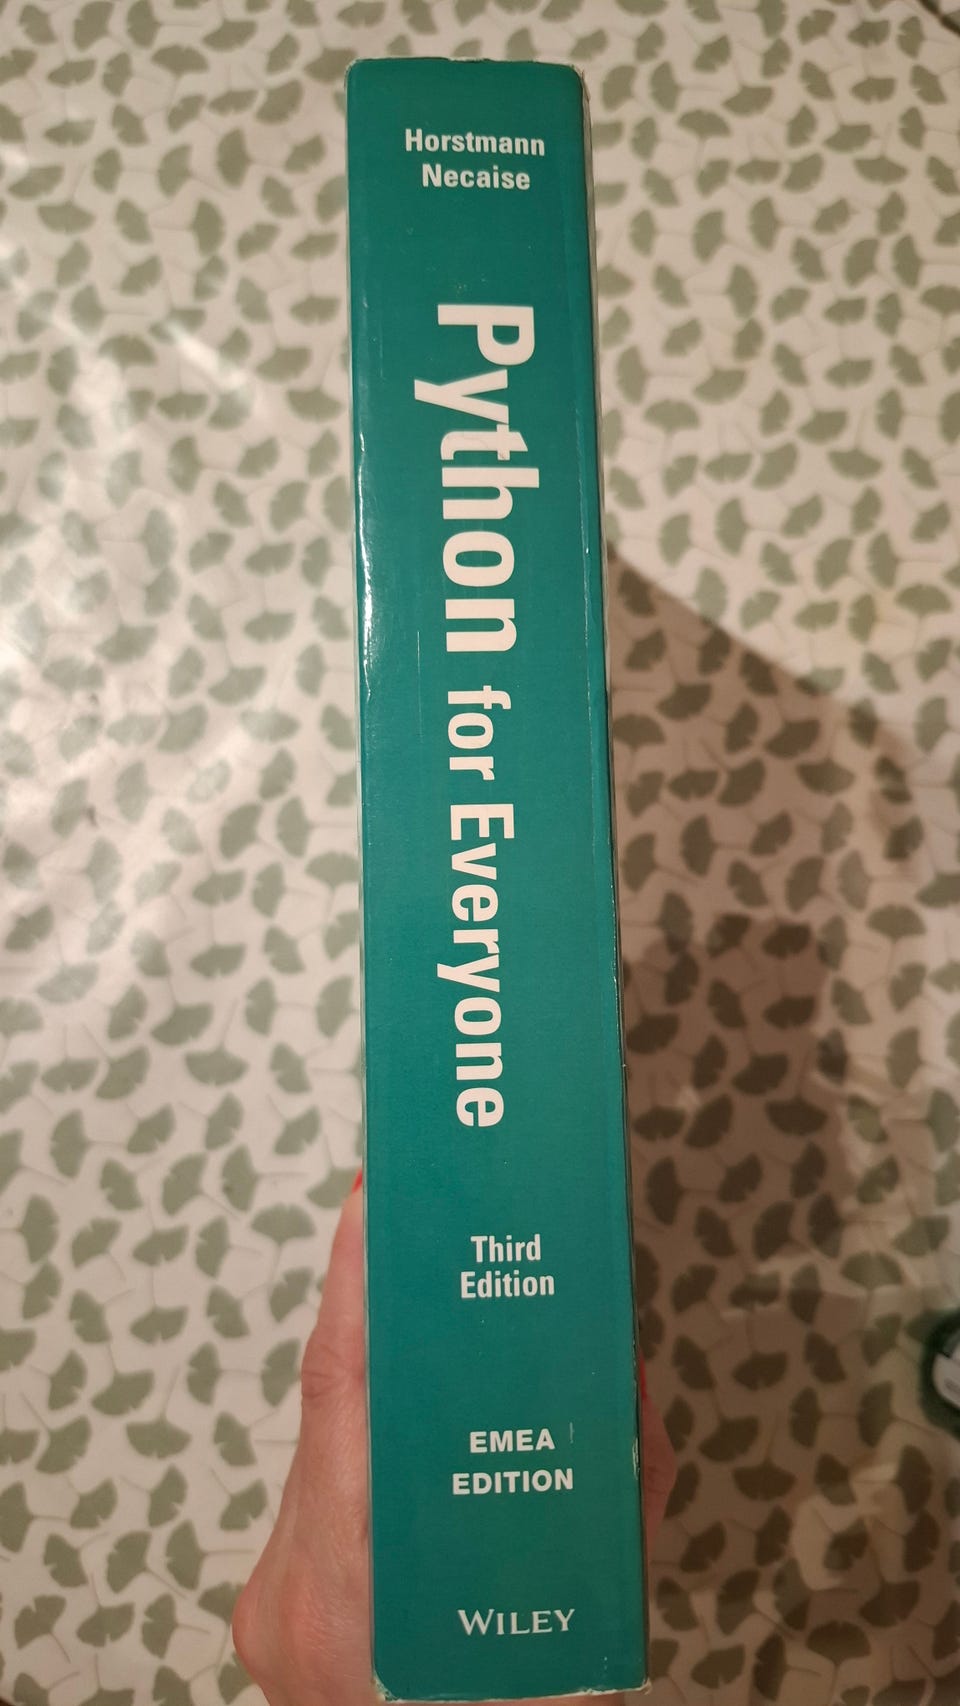 Horstmann
Necaise
Python for Everyone
Third
Edition
EMEA
EDITION
WILEY